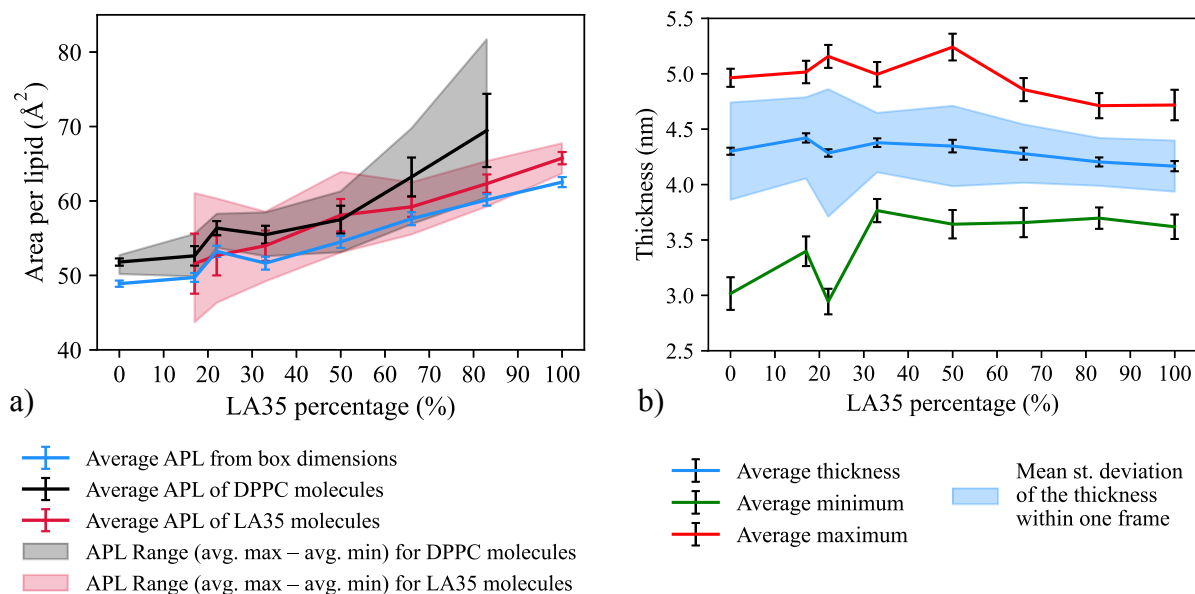 80
70
60
50
40
Area per lipid (Å²)
0 10 20 30 40 50 60 70 80 90 100
LA35 percentage (%)
a)
Average APL from box dimensions
Average APL of DPPC molecules
Average APL of LA35 molecules
APL Range (avg. max – avg. min) for DPPC molecules
APL Range (avg. max – avg. min) for LA35 molecules
5.5
5.0
4.5
4.0
3.5
3.0
2.5
Thickness (nm)
0 10 20 30 40 50 60 70 80 90 100
LA35 percentage (%)
b)
Average thickness
Average minimum
Average maximum
Mean st. deviation
of the thickness
within one frame